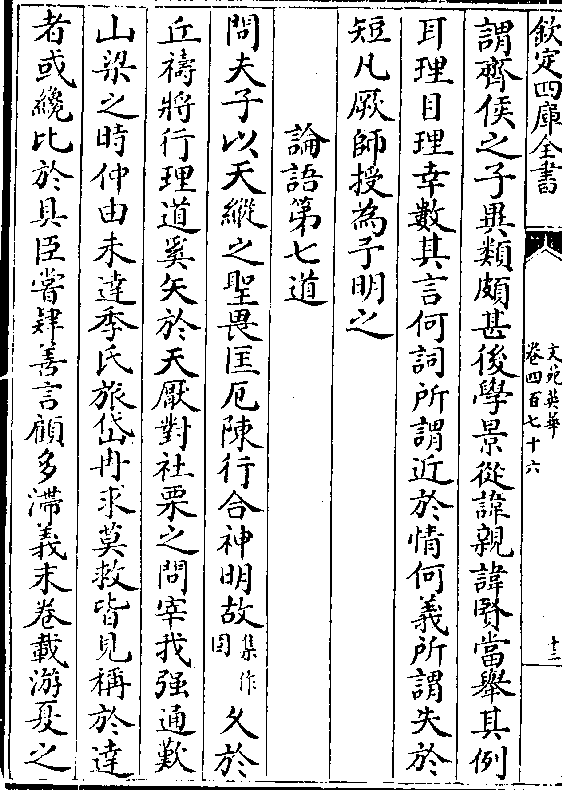 欽定四庫全書
文苑英華
卷四百七十六
十三
謂齊侯之子異類頗甚後學景從諱親諱賢當舉其例
耳理目理幸數其言何詞所謂近於情何義所謂失於
短凡厥師授為予明之
論語第七道
問夫子以天縱之聖畏匡厄陳行合神明故集作固久於
丘禱將行理道奚矢於天厭對社栗之問宰我强通歎
山梁之時仲由未達季氏旅岱冉求莫救皆見稱於達
者或纔比於具臣嘗肄善言顧多滯義末卷載游夏之